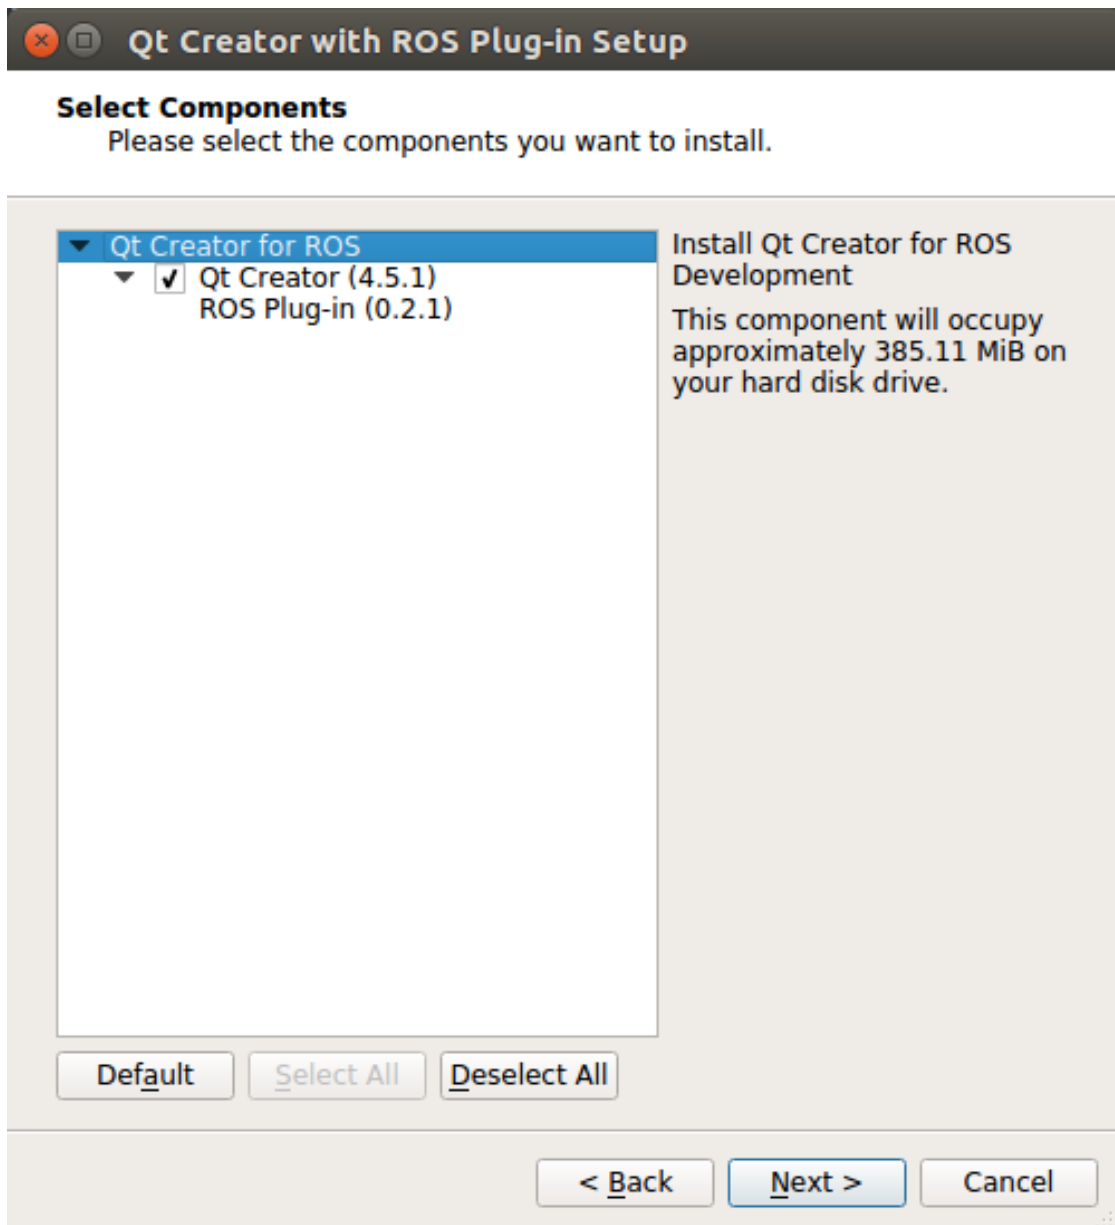 Qt Creator with ROS Plug-in Setup
Select Components
Please select the components you want to install.
Qt Creator for ROS
Qt Creator (4.5.1)
ROS Plug-in (0.2.1)
Install Qt Creator for ROS
Development
This component will occupy
approximately 385.11 MiB on
your hard disk drive.
Default
Select All
Deselect All
< Back
Next >
Cancel